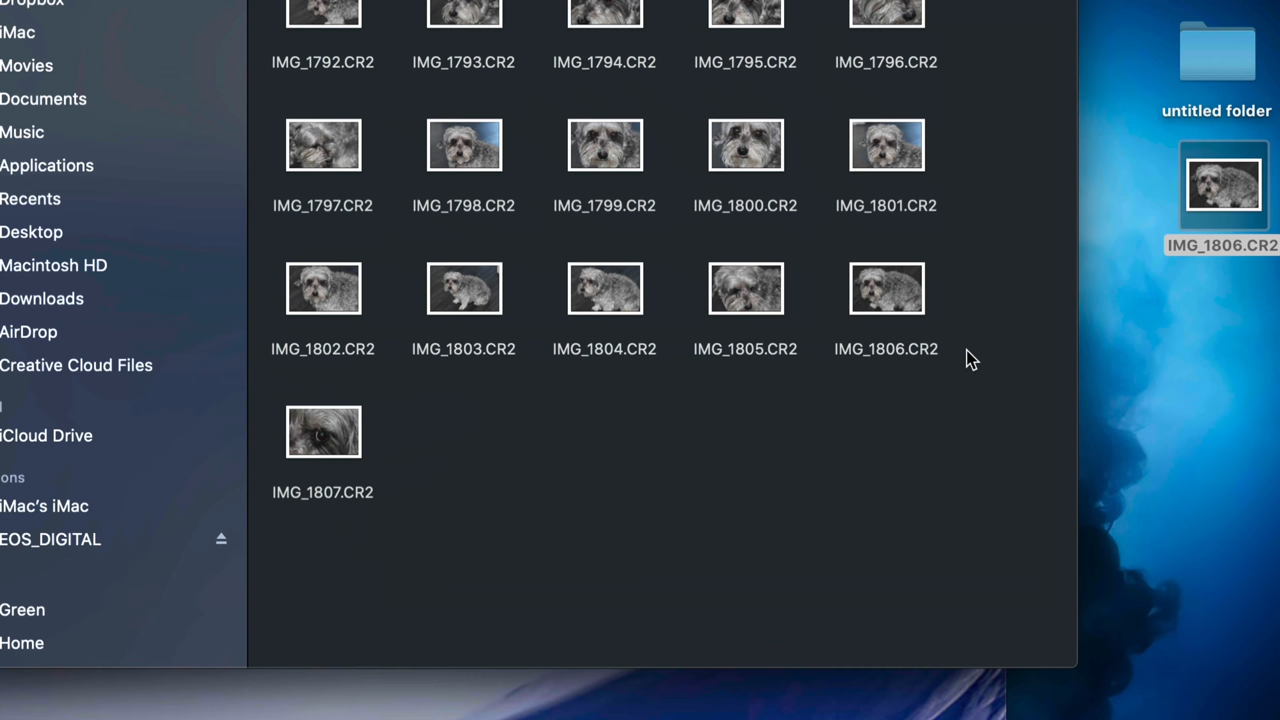 Dropbox
iMac
Movies
Documents
Music
Applications
Recents
Desktop
Macintosh HD
Downloads
AirDrop
Creative Cloud Files
iCloud Drive
ons
iMac's iMac
EOS_DIGITAL
Green
Home
IMG_1792.CR2 IMG_1793.CR2 IMG_1794.CR2 IMG_1795.CR2 IMG_1796.CR2
IMG_1797.CR2 IMG_1798.CR2 IMG_1799.CR2 IMG_1800.CR2 IMG_1801.CR2
IMG_1802.CR2 IMG_1803.CR2 IMG_1804.CR2 IMG_1805.CR2 IMG_1806.CR2
IMG_1807.CR2
untitled folder
IMG_1806.CR2